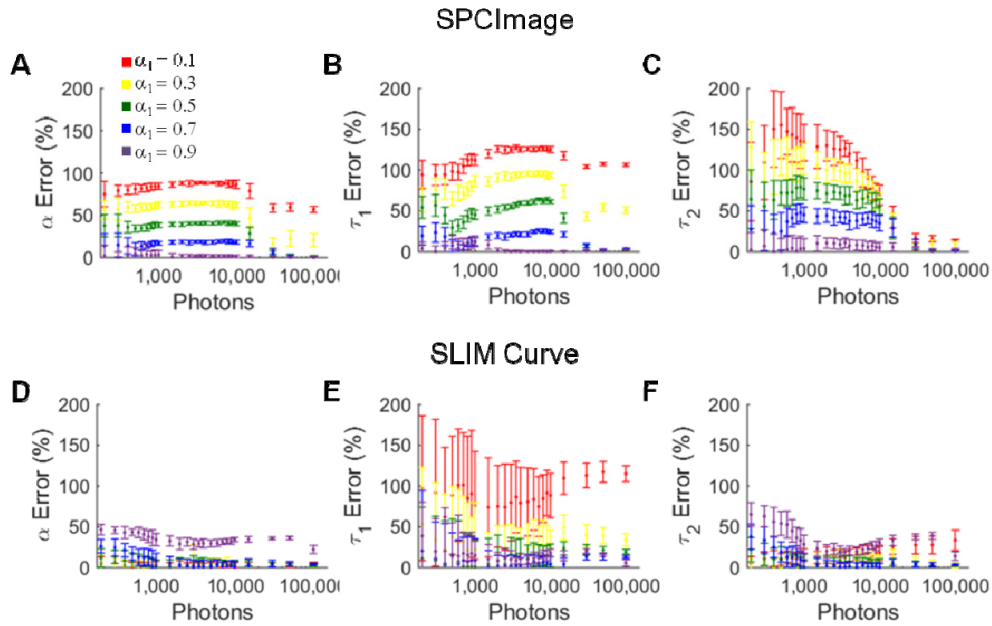 SPCImage
A
B
C
α₁ = 0.1
α₁ = 0.3
α₁ = 0.5
α₁ = 0.7
α₁ = 0.9
200
150
100
50
0
α Error (%)
1,000
10,000
100,00
Photons
200
150
100
50
0
τ₁ Error (%)
1,000
10,000
100,000
Photons
200
150
100
50
0
τ₂ Error (%)
1,000
10,000
100,000
Photons
SLIM Curve
D
E
F
200
150
100
50
0
α Error (%)
1,000
10,000
100,000
Photons
200
150
100
50
0
τ₁ Error (%)
1,000
10,000
100,000
Photons
200
150
100
50
0
τ₂ Error (%)
1,000
10,000
100,000
Photons